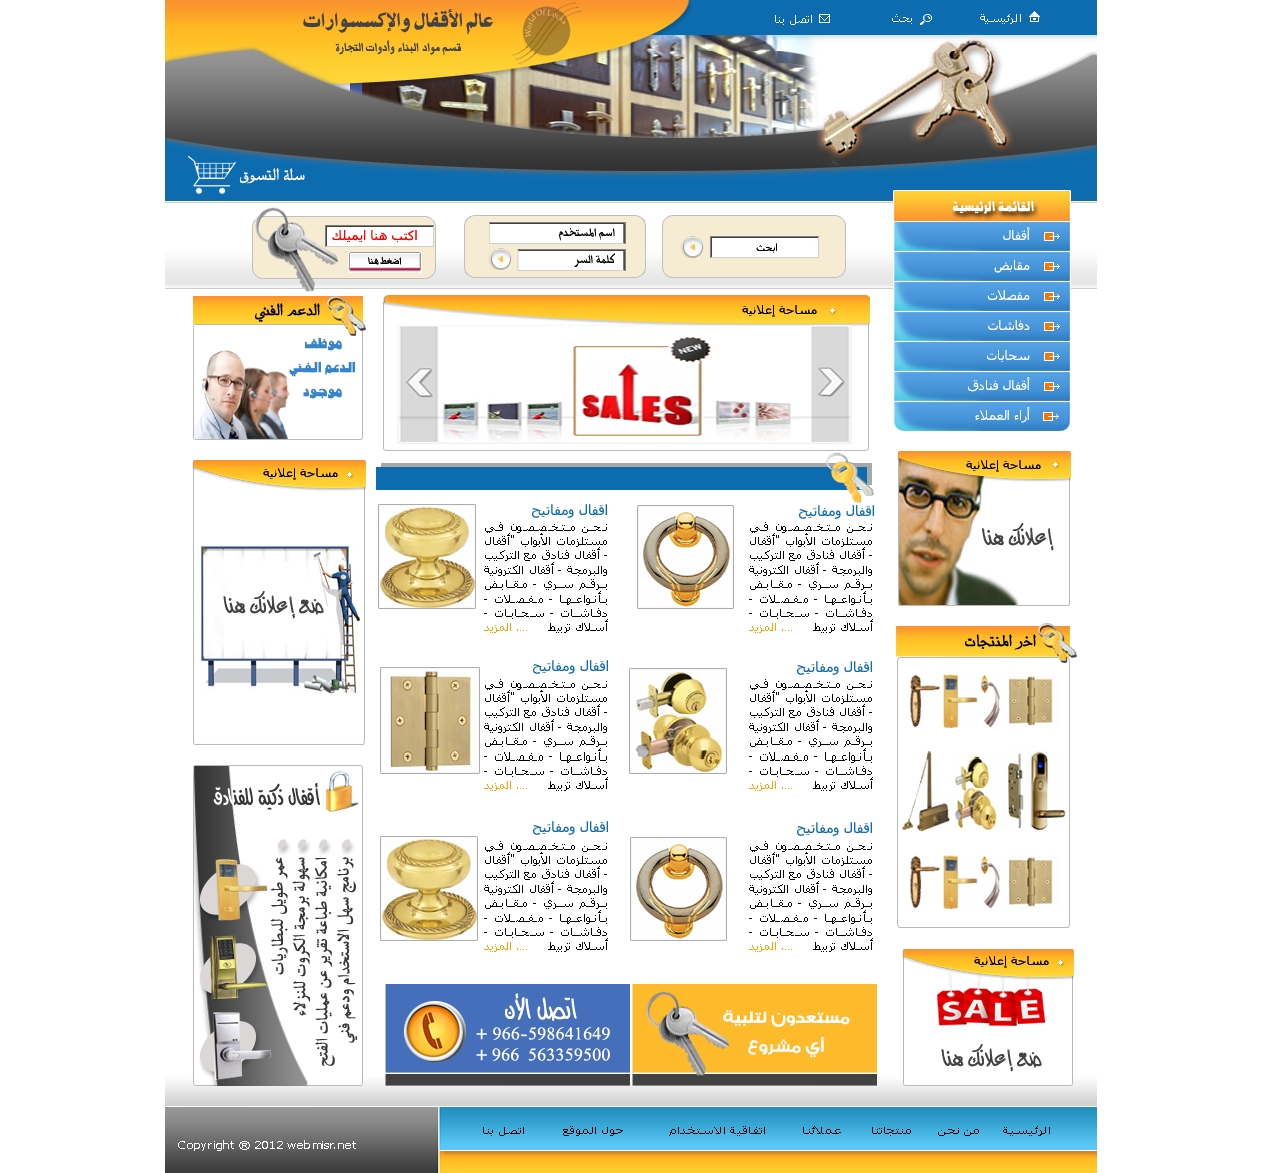 الرئيسية
بحث
اتصل بنا
عالم الأقفال والإكسسوارات
قسم مواد البناء وأدوات التجارة
World Of Locks
سلة التسوق
القائمة الرئيسية
أقفال
مقابض
مفصلات
دفاشات
سحابات
أقفال فنادق
أراء العملاء
ابحث
اسم المستخدم
كلمة السر
اكتب هنا ايميلك
اضغط هنا
مساحة إعلانية
NEW
SALES
الدعم الفني
موظف
الدعم الفني
موجود
مساحة إعلانية
ضع إعلانك هنا
أقفال ذكية للفنادق
برنامج سهل الاستخدام ودعم فني
امكانية طباعة تقرير عن عمليات الفتح
سهولة برمجة الكروت للنزلاء
عمر طويل للبطاريات
مساحة إعلانية
إعلانك هنا
اخر المنتجات
مساحة إعلانية
SALE
ضع إعلانك هنا
اقفال ومفاتيح
نحن متخصصون في
مستلزمات الأبواب "أقفال
- أقفال فنادق مع التركيب
والبرمجة - أقفال الكترونية
برقم سري - مقابض
بأنواعها - مفصلات -
دفاشات - سحابات -
أسلاك تربيط .... المزيد
اقفال ومفاتيح
نحن متخصصون في
مستلزمات الأبواب "أقفال
- أقفال فنادق مع التركيب
والبرمجة - أقفال الكترونية
برقم سري - مقابض
بأنواعها - مفصلات -
دفاشات - سحابات -
أسلاك تربيط .... المزيد
اقفال ومفاتيح
نحن متخصصون في
مستلزمات الأبواب "أقفال
- أقفال فنادق مع التركيب
والبرمجة - أقفال الكترونية
برقم سري - مقابض
بأنواعها - مفصلات -
دفاشات - سحابات -
أسلاك تربيط .... المزيد
اقفال ومفاتيح
نحن متخصصون في
مستلزمات الأبواب "أقفال
- أقفال فنادق مع التركيب
والبرمجة - أقفال الكترونية
برقم سري - مقابض
بأنواعها - مفصلات -
دفاشات - سحابات -
أسلاك تربيط .... المزيد
اقفال ومفاتيح
نحن متخصصون في
مستلزمات الأبواب "أقفال
- أقفال فنادق مع التركيب
والبرمجة - أقفال الكترونية
برقم سري - مقابض
بأنواعها - مفصلات -
دفاشات - سحابات -
أسلاك تربيط .... المزيد
اقفال ومفاتيح
نحن متخصصون في
مستلزمات الأبواب "أقفال
- أقفال فنادق مع التركيب
والبرمجة - أقفال الكترونية
برقم سري - مقابض
بأنواعها - مفصلات -
دفاشات - سحابات -
أسلاك تربيط .... المزيد
مستعدون لتلبية
أي مشروع
اتصل الأن
+ 966-598641649
+ 966 563359500
الرئيسية
من نحن
منتجاتنا
عملائنا
اتفاقية الاستخدام
حول الموقع
اتصل بنا
Copyright ® 2012 webmisr.net